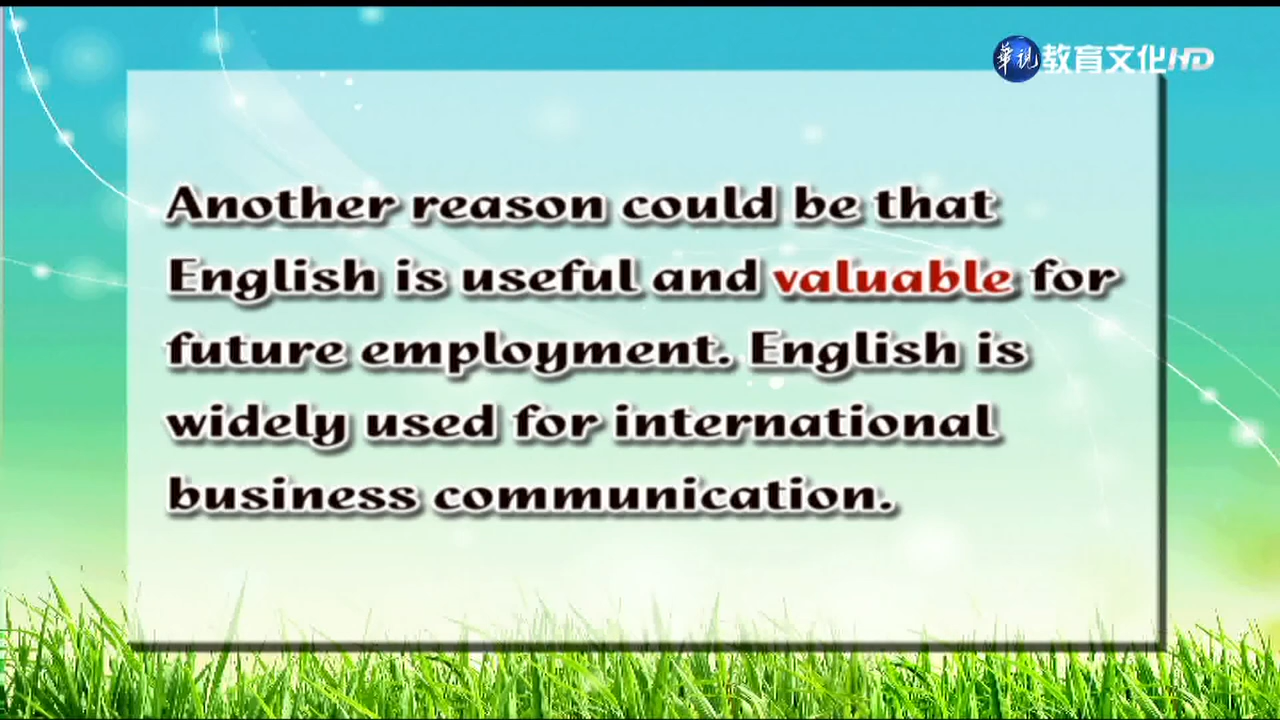 華視 教育文化HD
Another reason could be that
English is useful and valuable for
future employment. English is
widely used for international
business communication.